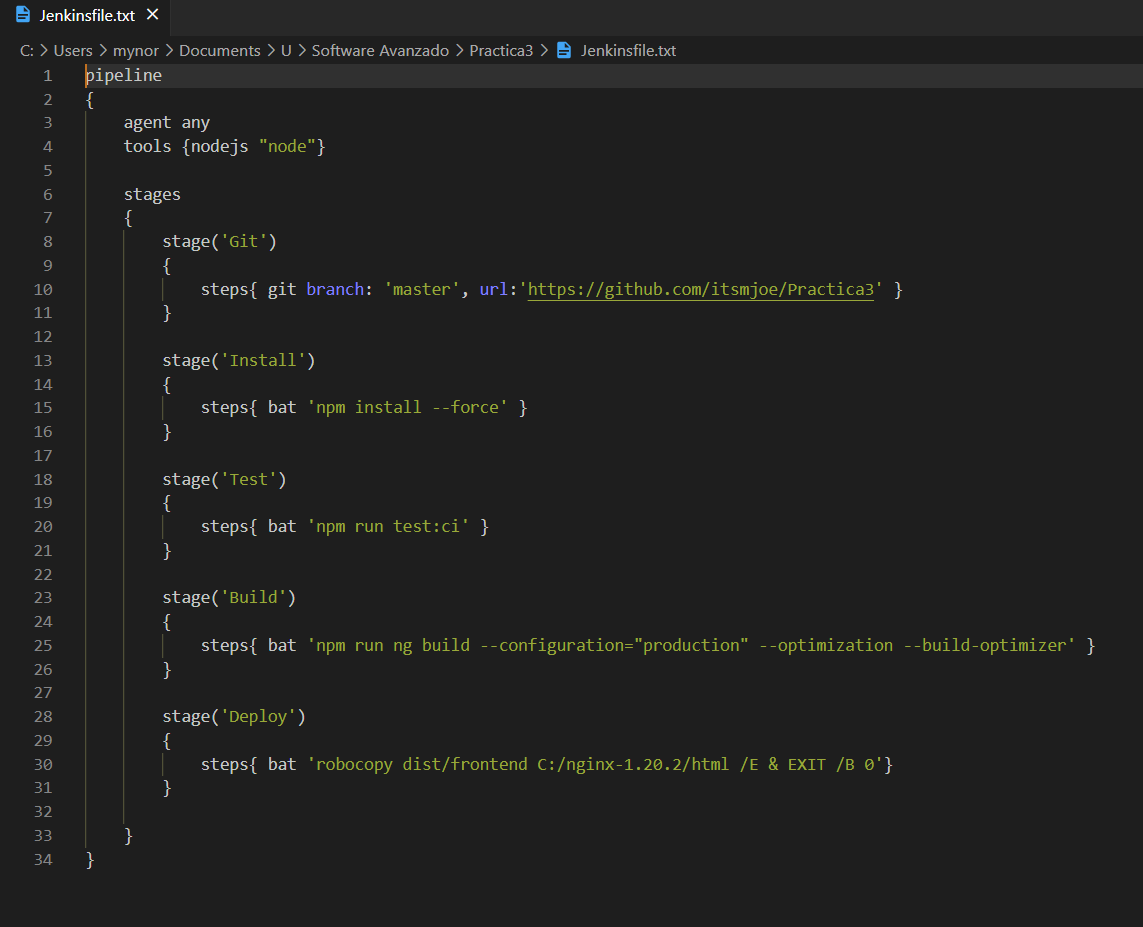 Jenkinsfile.txt
C: > Users > mynor > Documents > U > Software Avanzado > Practica3 > Jenkinsfile.txt
1 pipeline
2 {
3 agent any
4 tools {nodejs "node"}
5
6 stages
7 {
8 stage('Git')
9 {
10 steps{ git branch: 'master', url:'https://github.com/itsmjoe/Practica3' }
11 }
12
13 stage('Install')
14 {
15 steps{ bat 'npm install --force' }
16 }
17
18 stage('Test')
19 {
20 steps{ bat 'npm run test:ci' }
21 }
22
23 stage('Build')
24 {
25 steps{ bat 'npm run ng build --configuration="production" --optimization --build-optimizer' }
26 }
27
28 stage('Deploy')
29 {
30 steps{ bat 'robocopy dist/frontend C:/nginx-1.20.2/html /E & EXIT /B 0'}
31 }
32
33 }
34 }